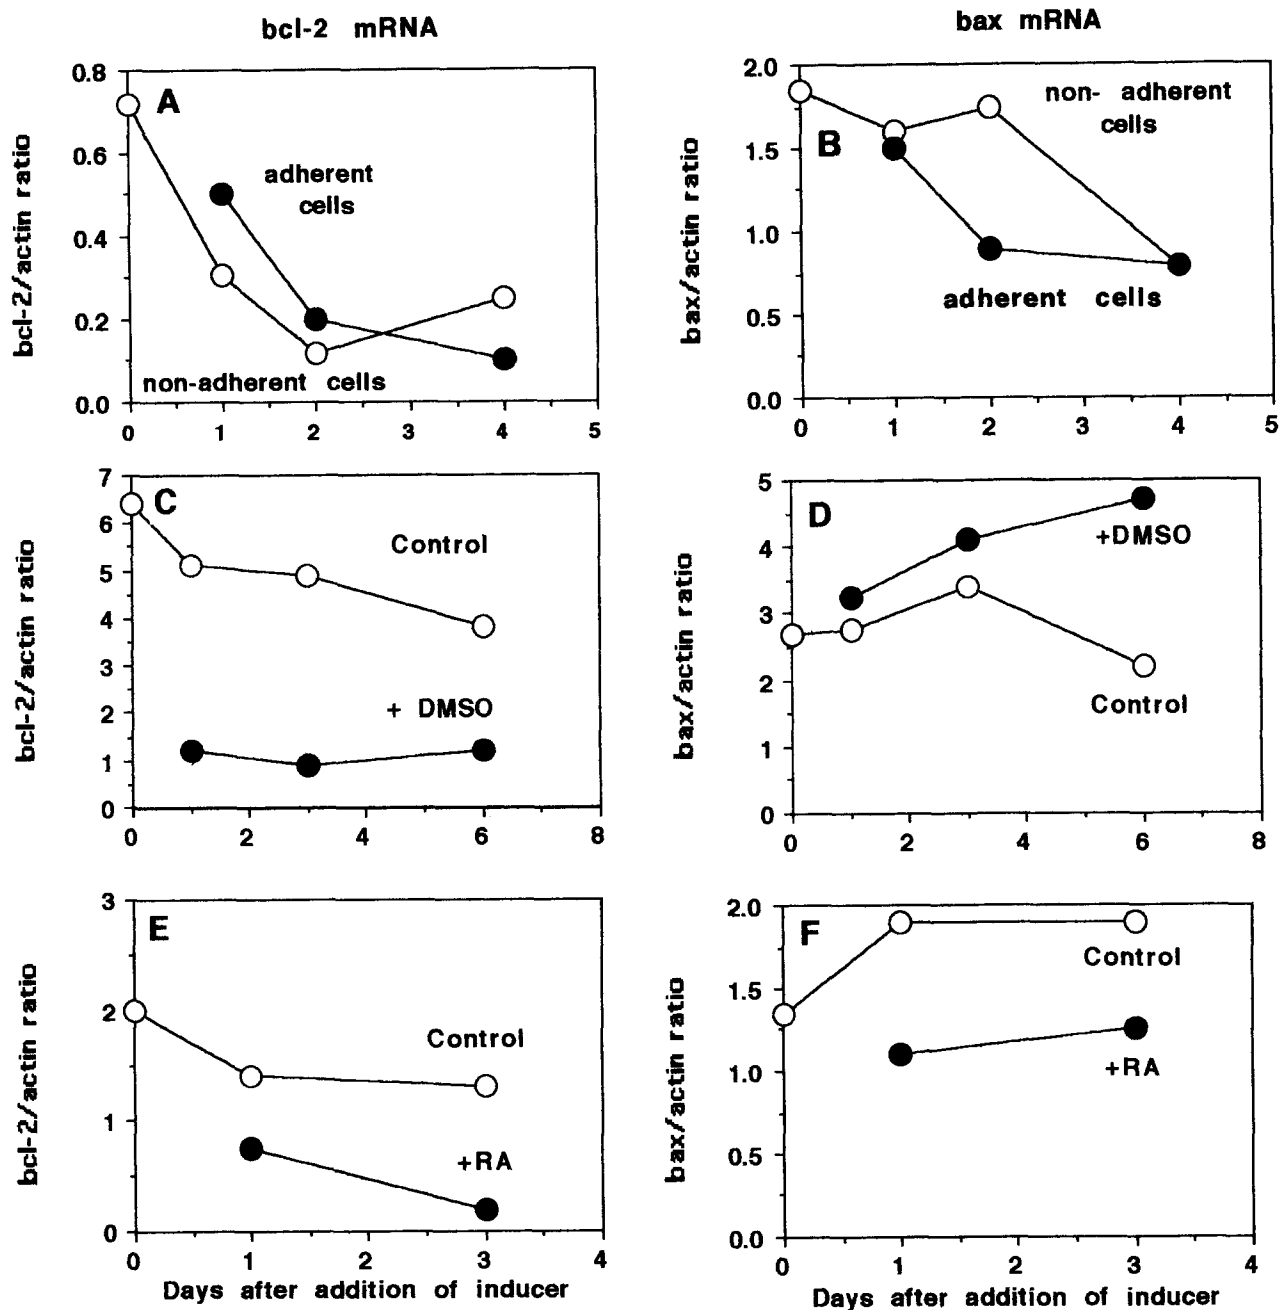 bcl-2 mRNA
bax mRNA
bcl-2/actin ratio
0.8
0.6
0.4
0.2
0.0
A
adherent
cells
non-adherent cells
0 1 2 3 4 5
bax/actin ratio
2.0
1.5
1.0
0.5
0.0
B
non- adherent
cells
adherent cells
0 1 2 3 4 5
bcl-2/actin ratio
7
6
5
4
3
2
1
0
C
Control
+ DMSO
0 2 4 6 8
bax/actin ratio
5
4
3
2
1
0
D
+DMSO
Control
0 2 4 6 8
bcl-2/actin ratio
3
2
1
0
E
Control
+RA
0 1 2 3 4
Days after addition of inducer
bax/actin ratio
2.0
1.5
1.0
0.5
0.0
F
Control
+RA
0 1 2 3 4
Days after addition of inducer